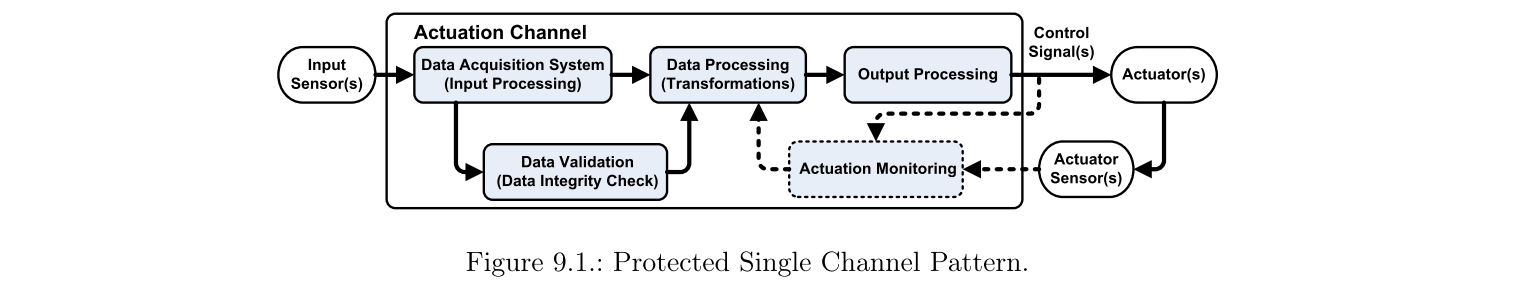 Actuation Channel
Input
Sensor(s)
Data Acquisition System
(Input Processing)
Data Processing
(Transformations)
Output Processing
Control
Signal(s)
Actuator(s)
Data Validation
(Data Integrity Check)
Actuation Monitoring
Actuator
Sensor(s)
Figure 9.1.: Protected Single Channel Pattern.